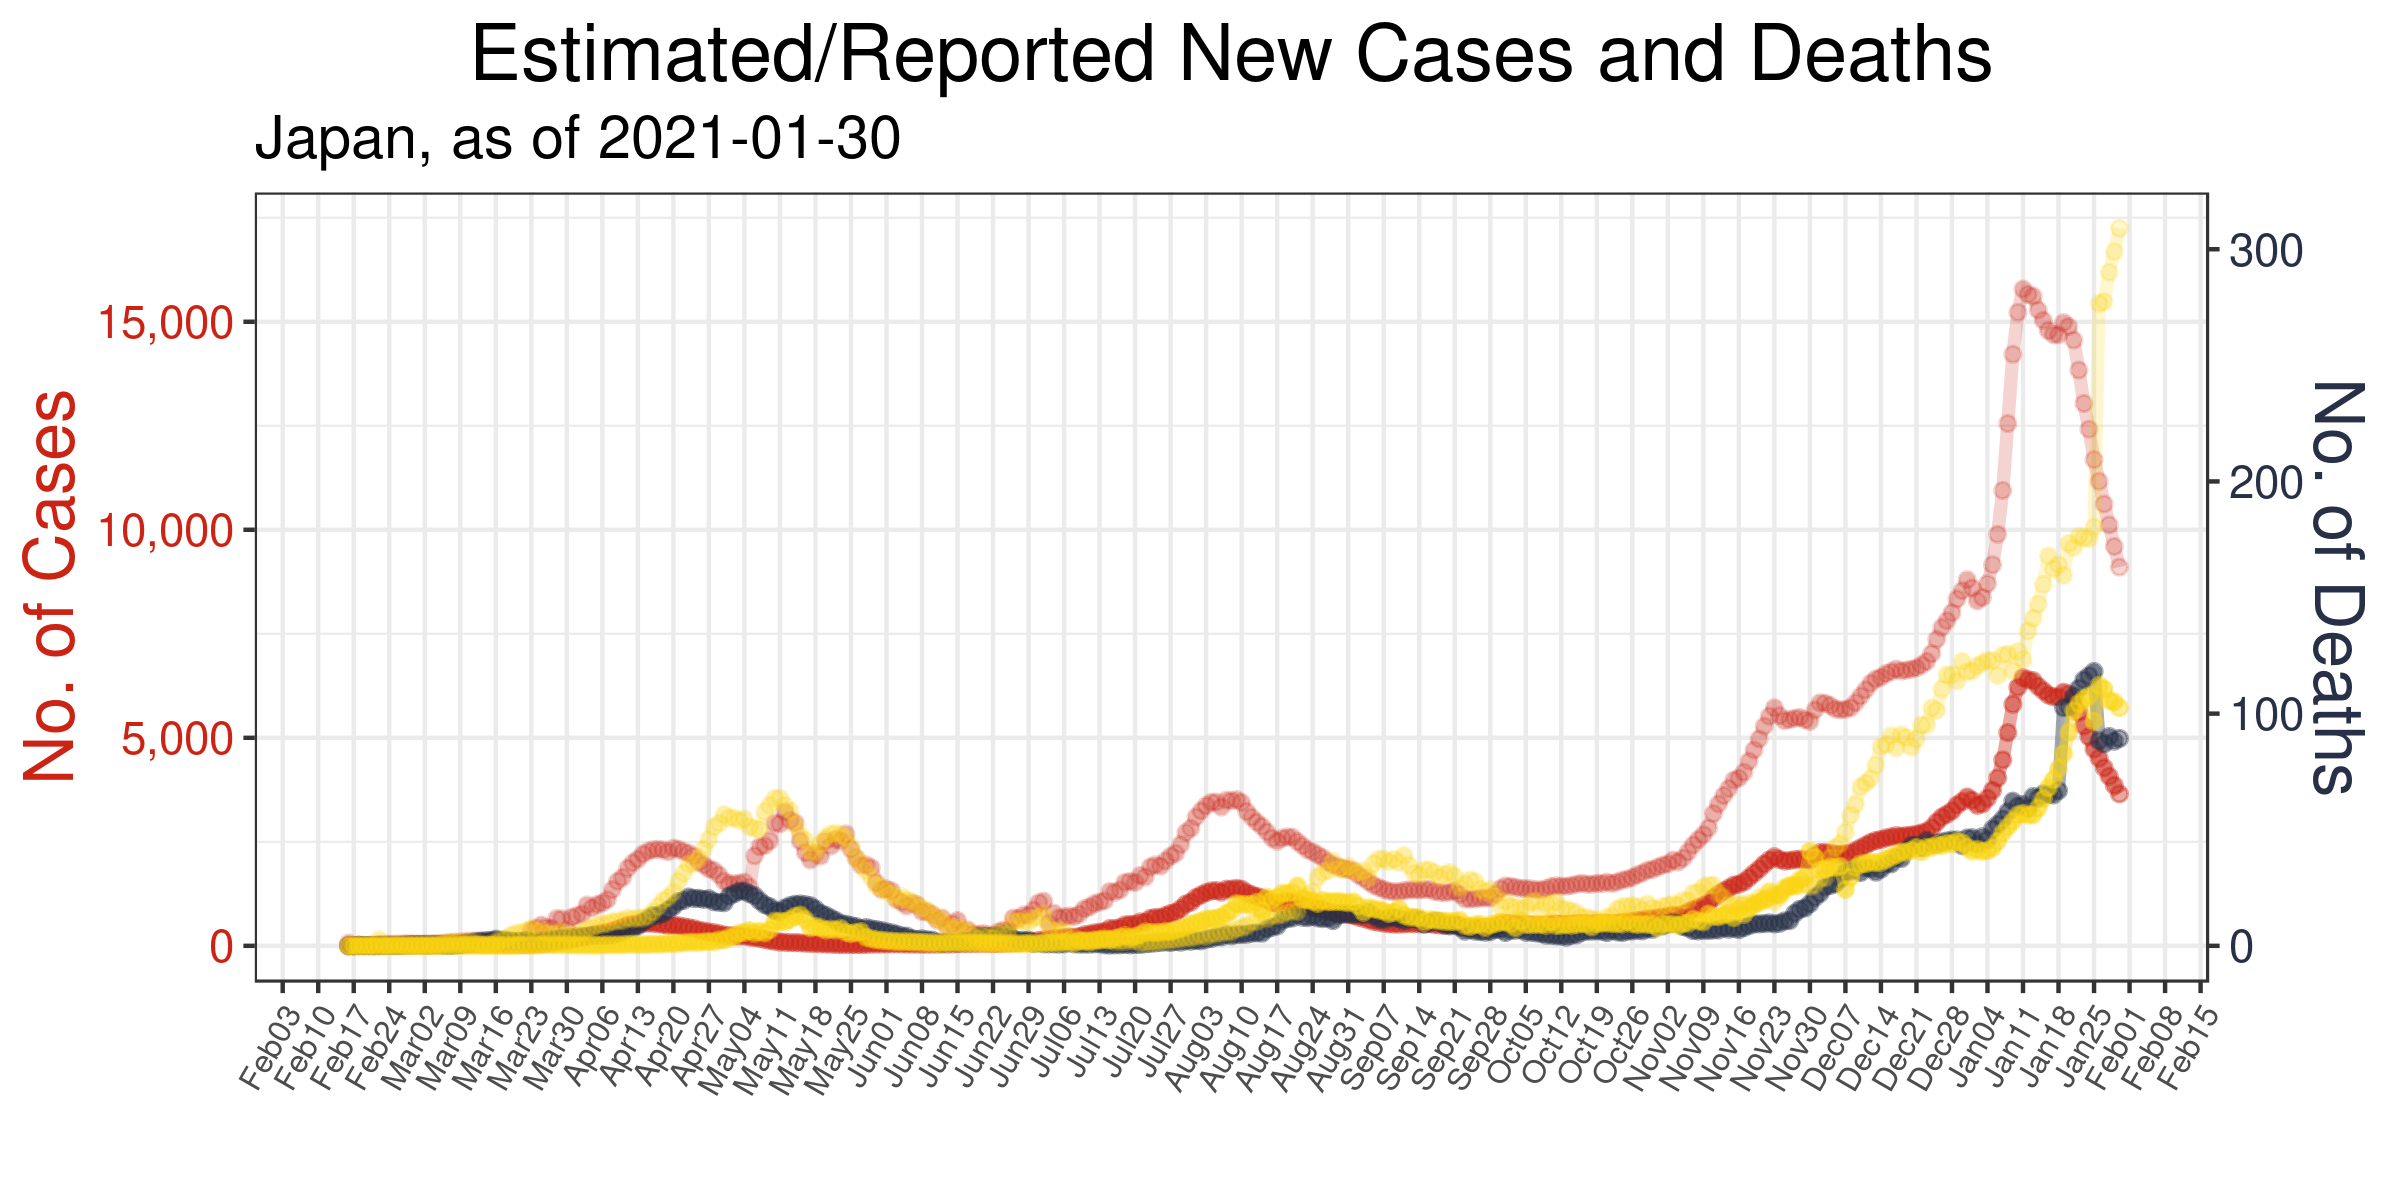 Estimated/Reported New Cases and Deaths
Japan, as of 2021-01-30
No. of Cases
15,000
10,000
5,000
0
300
200
100
0
No. of Deaths
Feb03
Feb10
Feb17
Feb24
Mar02
Mar09
Mar16
Mar23
Mar30
Apr06
Apr13
Apr20
Apr27
May04
May11
May18
May25
Jun01
Jun08
Jun15
Jun22
Jun29
Jul06
Jul13
Jul20
Jul27
Aug03
Aug10
Aug17
Aug24
Aug31
Sep07
Sep14
Sep21
Sep28
Oct05
Oct12
Oct19
Oct26
Nov02
Nov09
Nov16
Nov23
Nov30
Dec07
Dec14
Dec21
Dec28
Dec04
Jan11
Jan18
Jan25
Feb01
Feb08
Feb15